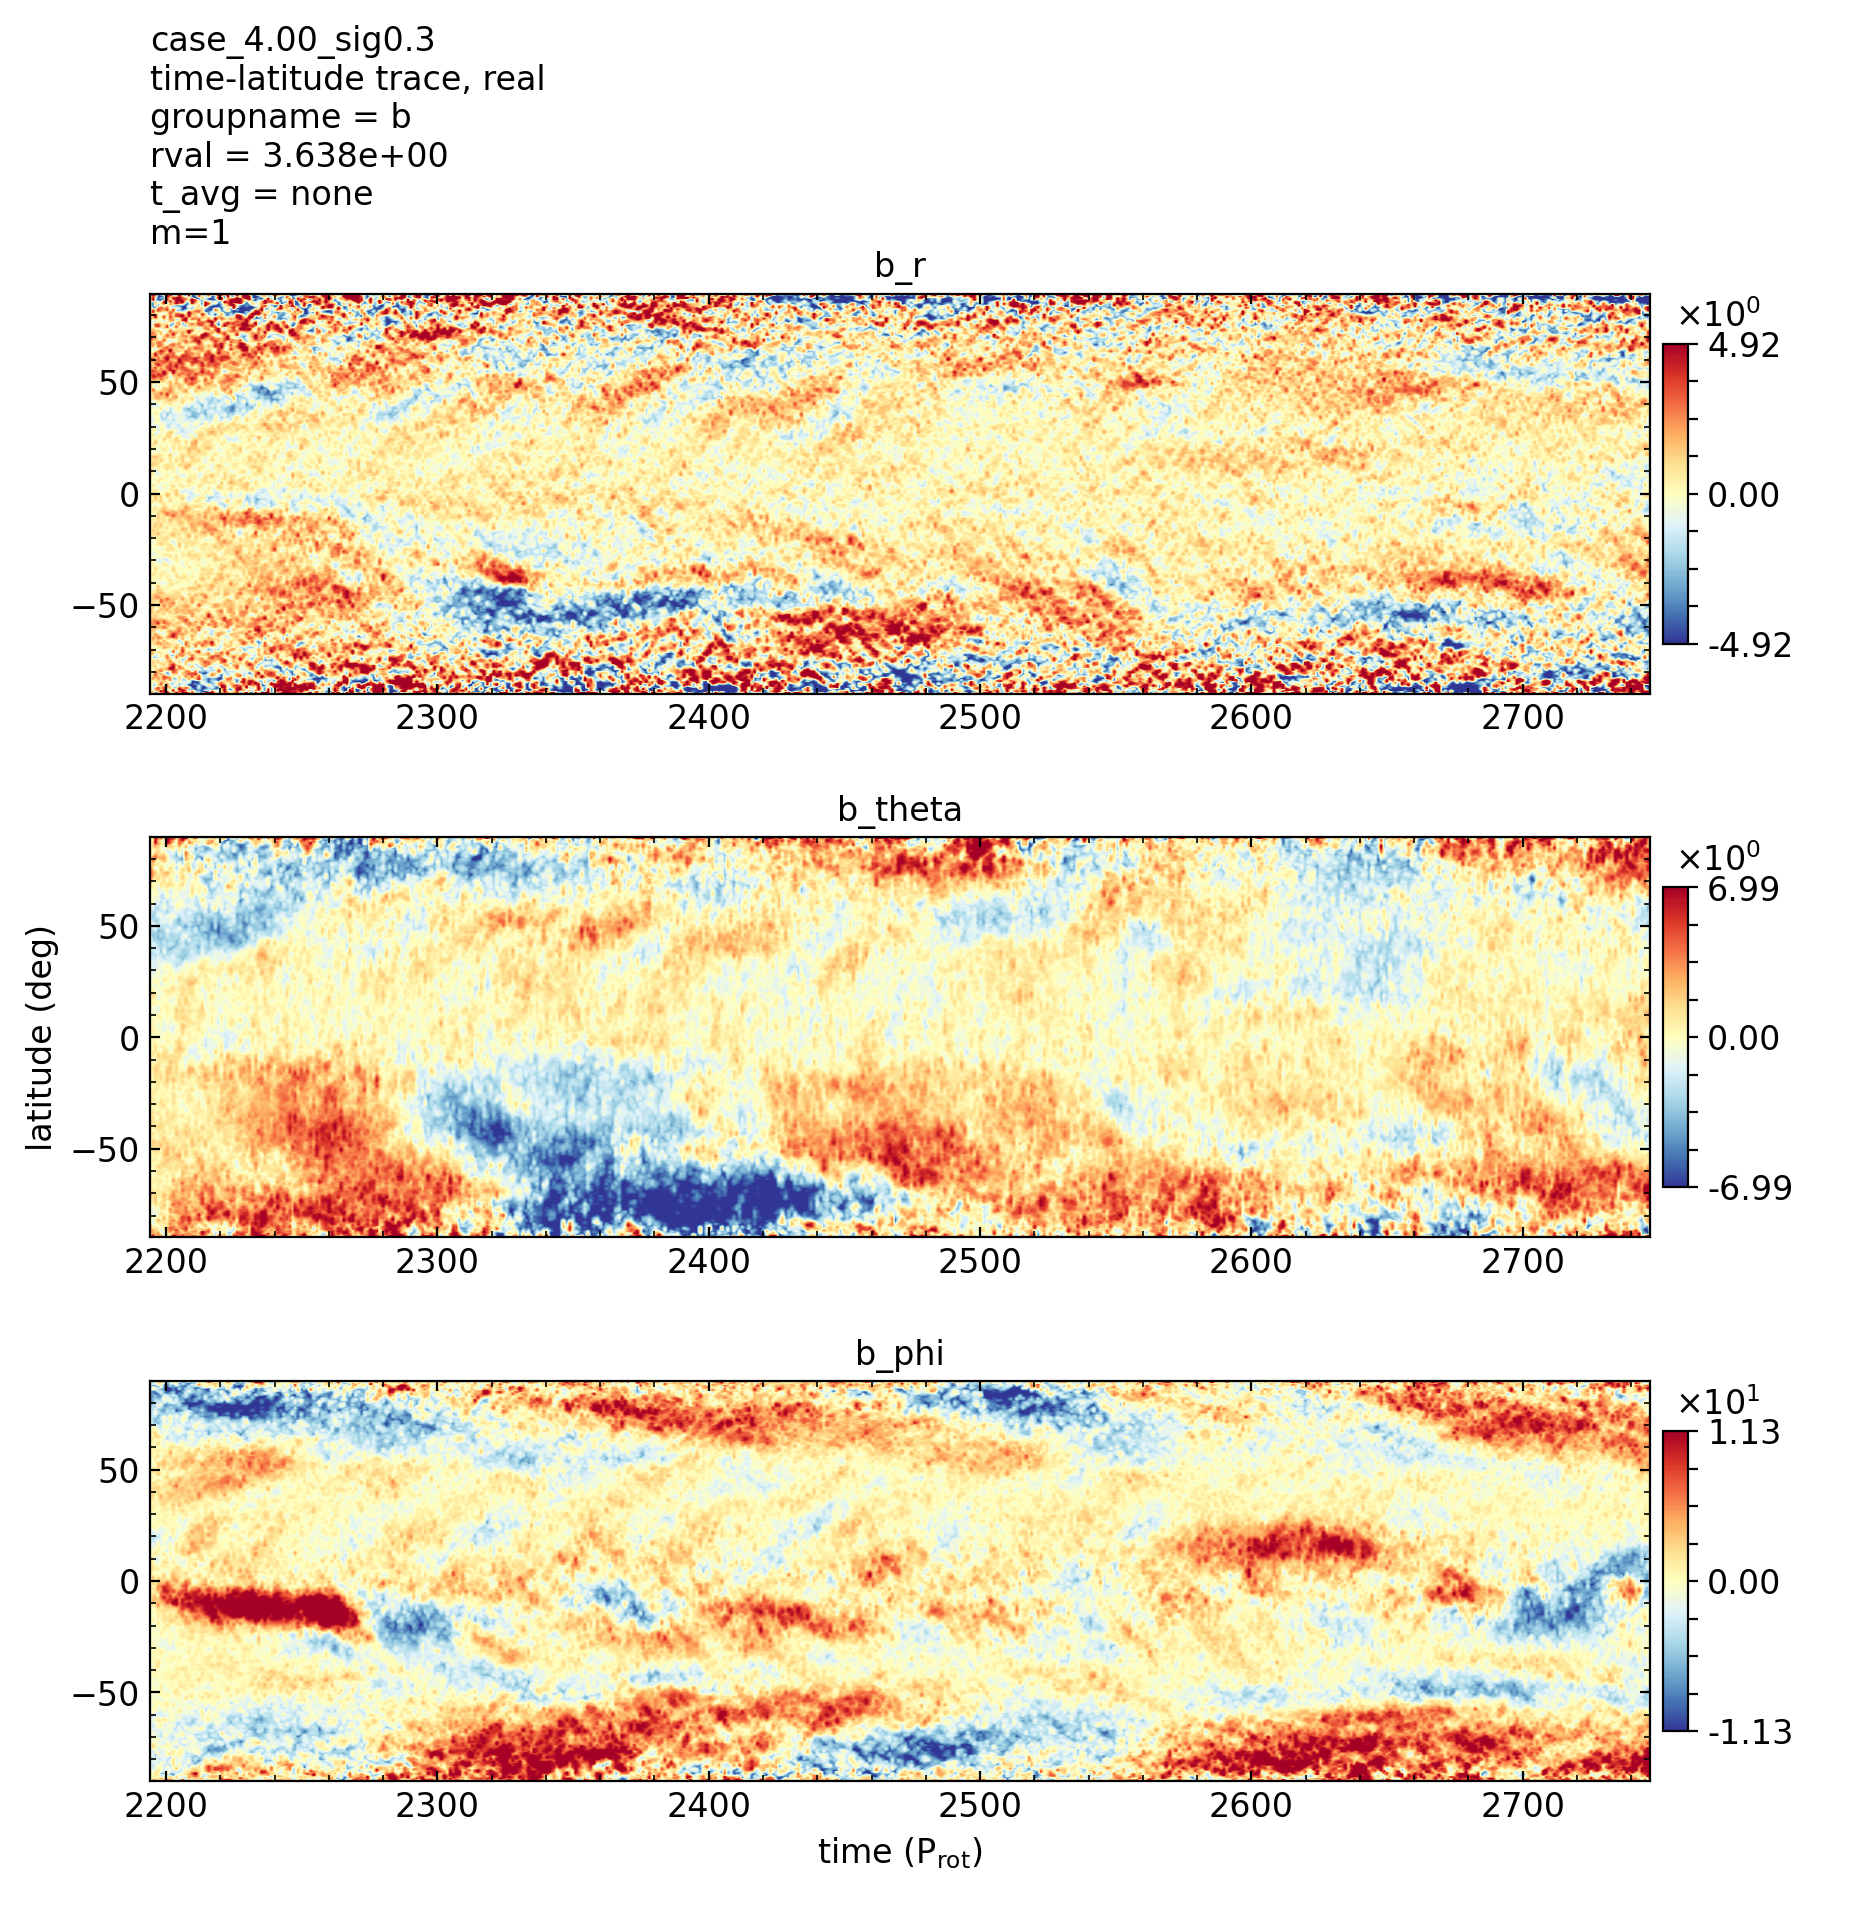 case_4.00_sig0.3
time-latitude trace, real
groupname = b
rval = 3.638e+00
t_avg = none
m=1
b_r
×10⁰
4.92
0.00
-4.92
50
0
−50
2200 2300 2400 2500 2600 2700
b_theta
×10⁰
6.99
0.00
-6.99
latitude (deg)
50
0
−50
2200 2300 2400 2500 2600 2700
b_phi
×10¹
1.13
0.00
-1.13
50
0
−50
2200 2300 2400 2500 2600 2700
time (P_rot)